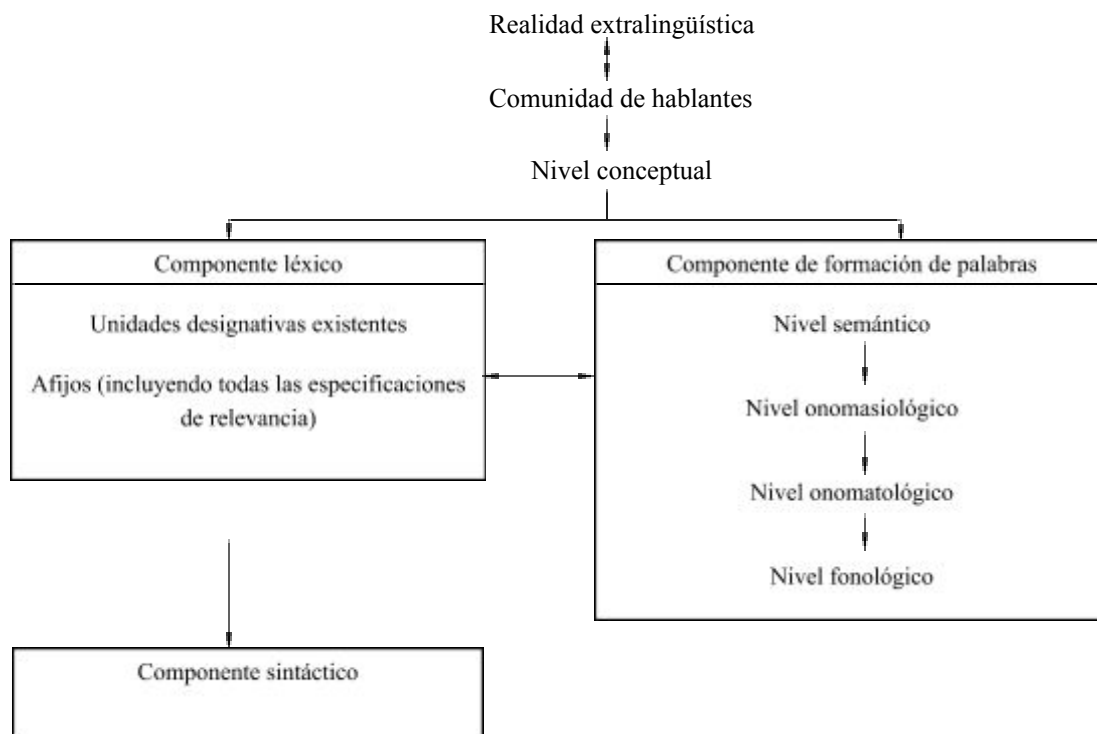 Realidad extralingüística
Comunidad de hablantes
Nivel conceptual
Componente léxico
Unidades designativas existentes
Afijos (incluyendo todas las especificaciones
de relevancia)
Componente de formación de palabras
Nivel semántico
Nivel onomasiológico
Nivel onomatológico
Nivel fonológico
Componente sintáctico